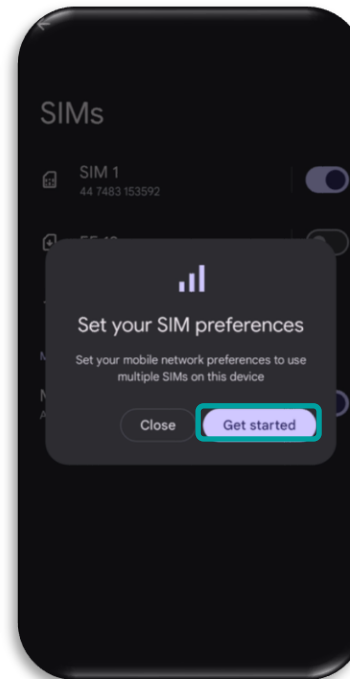 SIMs
SIM 1
44 7483 153592
Set your SIM preferences
Set your mobile network preferences to use
multiple SIMs on this device
Close
Get started